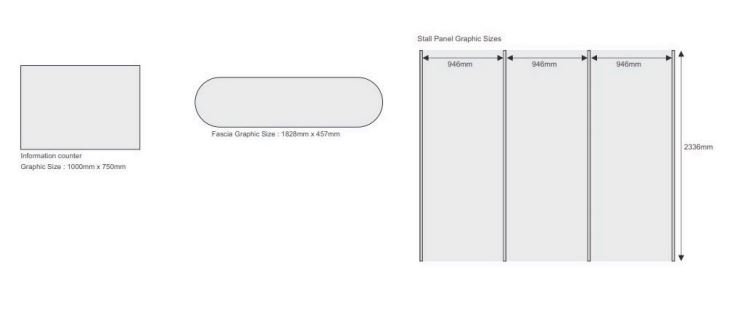 Stall Panel Graphic Sizes
946mm
946mm
946mm
2336mm
Fascia Graphic Size : 1828mm x 457mm
Information counter
Graphic Size : 1000mm x 750mm